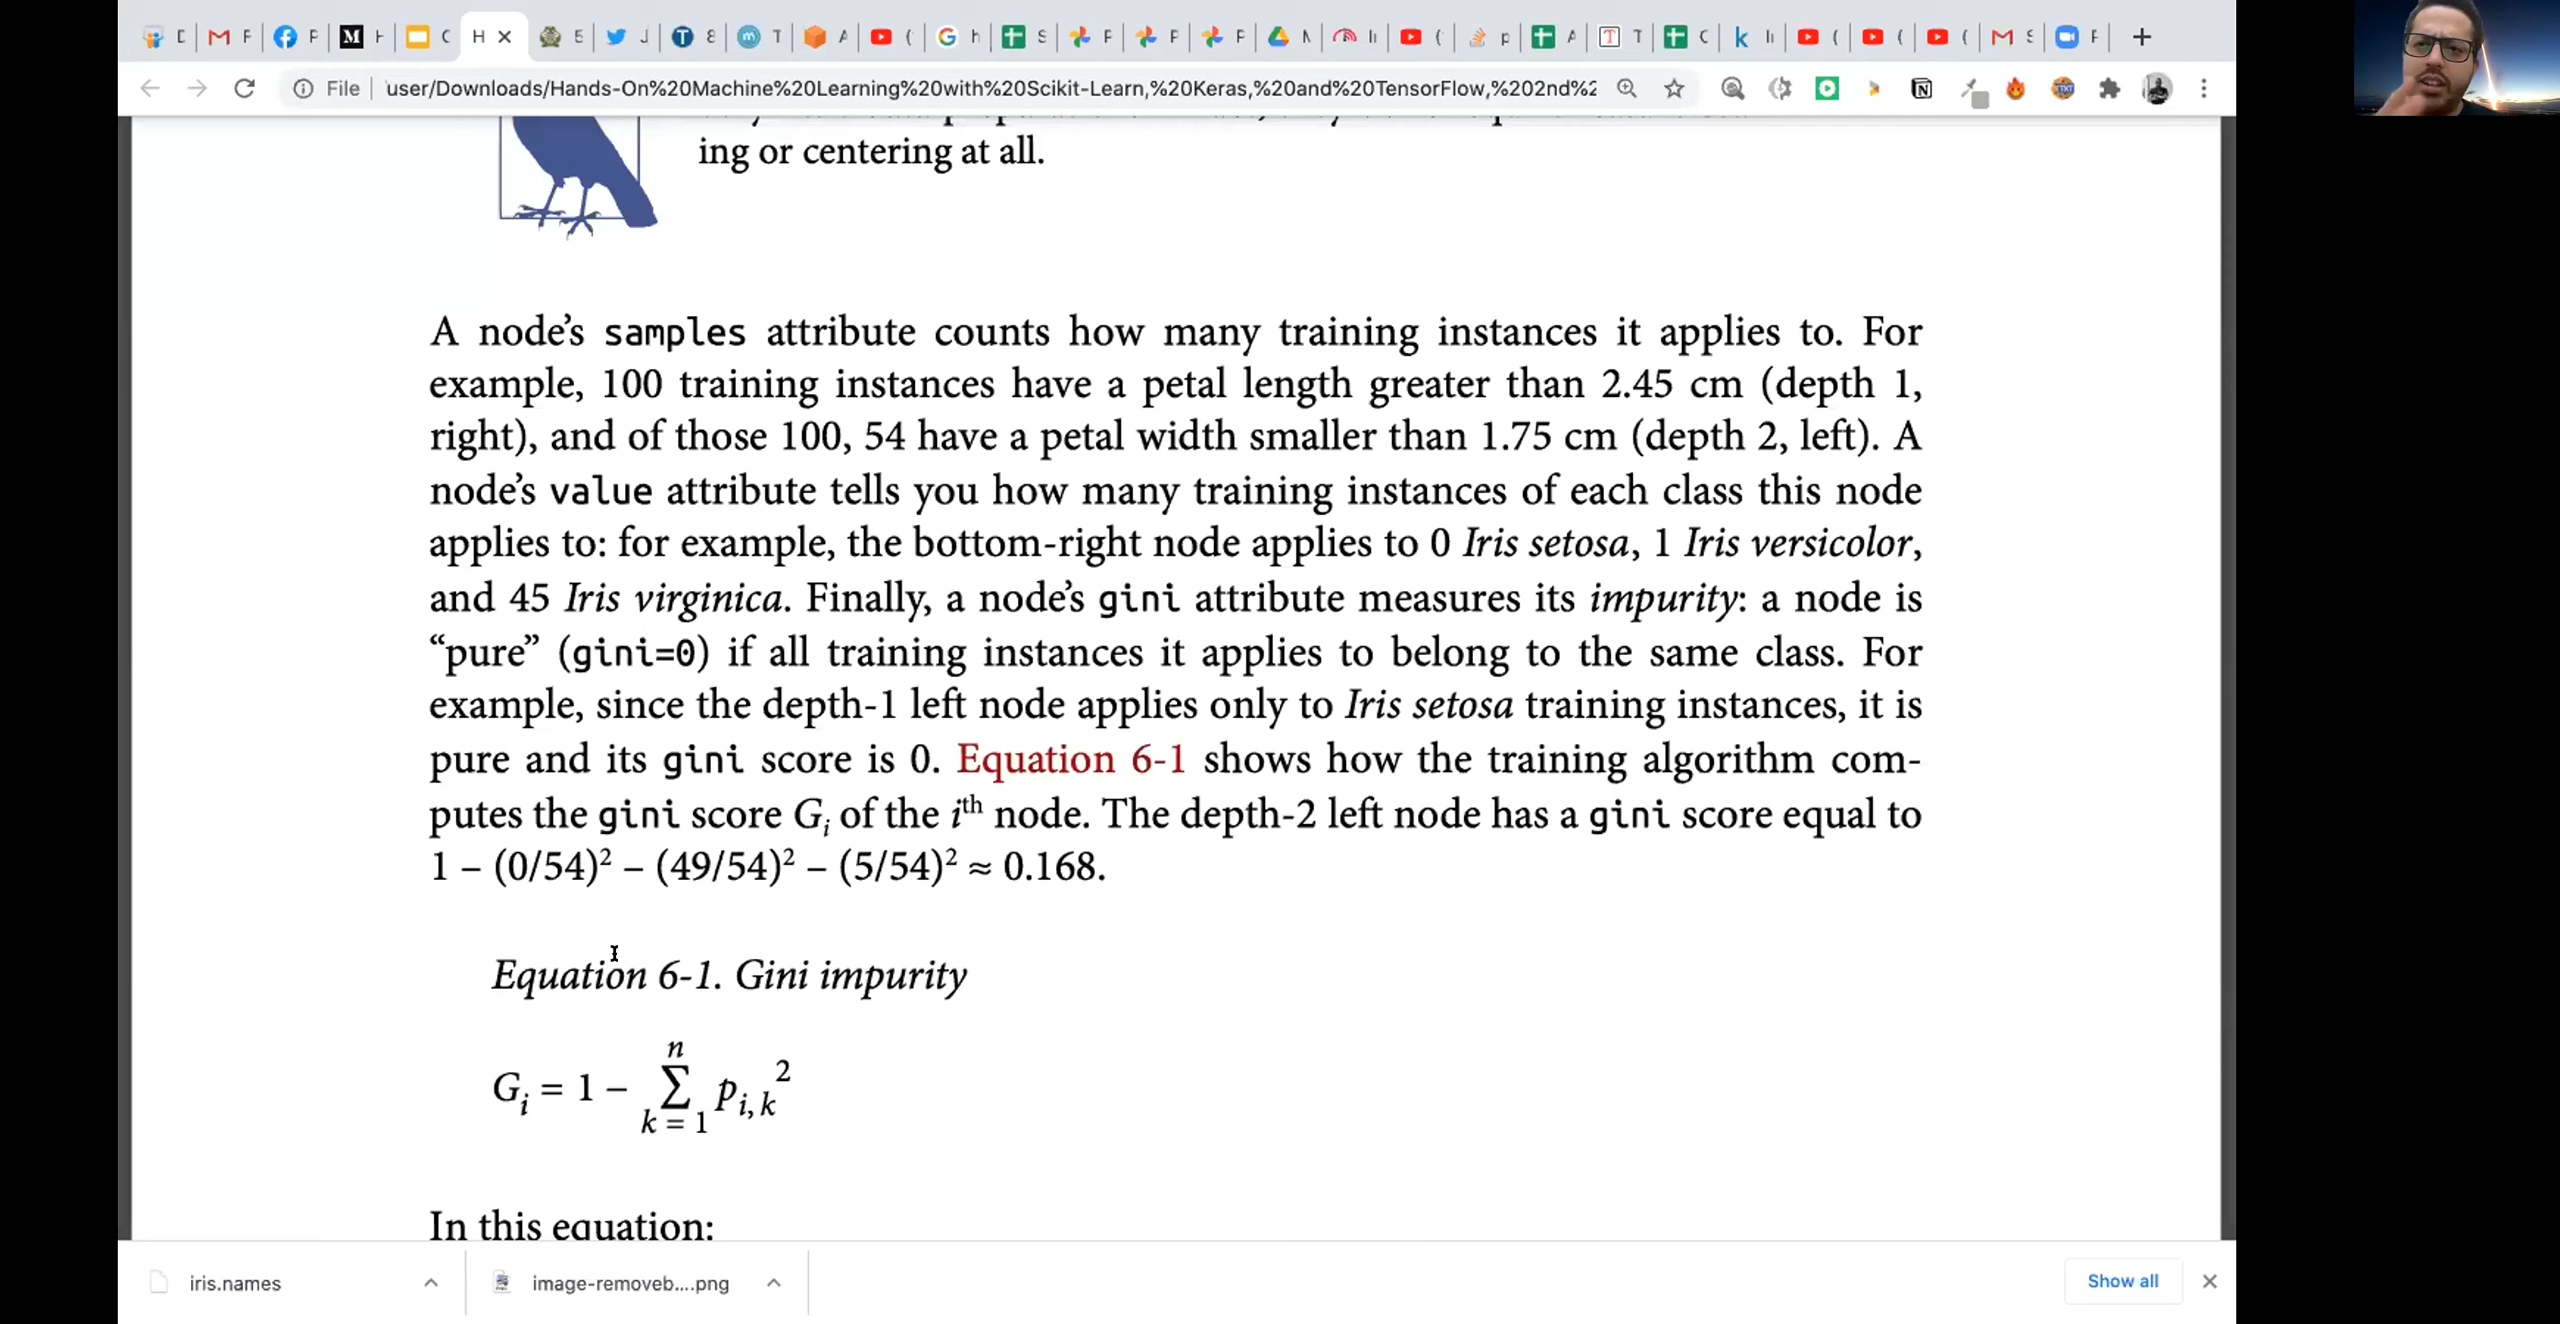 File
user/Downloads/Hands-On%20Machine%20Learning%20with%20Scikit-Learn,%20Keras,%20and%20TensorFlow,%202nd%2
ing or centering at all.
A node’s samples attribute counts how many training instances it applies to. For
example, 100 training instances have a petal length greater than 2.45 cm (depth 1,
right), and of those 100, 54 have a petal width smaller than 1.75 cm (depth 2, left). A
node’s value attribute tells you how many training instances of each class this node
applies to: for example, the bottom-right node applies to 0 Iris setosa, 1 Iris versicolor,
and 45 Iris virginica. Finally, a node’s gini attribute measures its impurity: a node is
“pure” (gini=0) if all training instances it applies to belong to the same class. For
example, since the depth-1 left node applies only to Iris setosa training instances, it is
pure and its gini score is 0. Equation 6-1 shows how the training algorithm com-
putes the gini score Gᵢ of the iᵗʰ node. The depth-2 left node has a gini score equal to
1 – (0/54)² – (49/54)² – (5/54)² ≈ 0.168.
Equation 6-1. Gini impurity
Gᵢ = 1 − ∑ₖ₌₁ⁿ pᵢ,ₖ²
In this equation:
iris.names
image-removeb....png
Show all